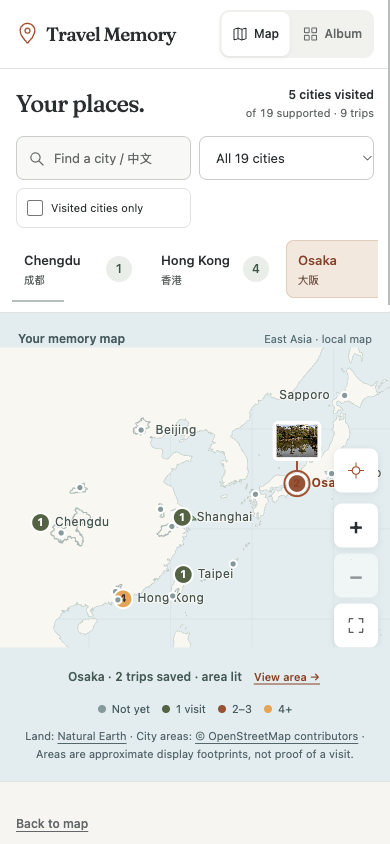 Travel Memory
Map
Album
Your places.
5 cities visited
of 19 supported · 9 trips
Find a city / 中文
All 19 cities
Visited cities only
Chengdu
成都
1
Hong Kong
香港
4
Osaka
大阪
Your memory map
East Asia · local map
Sapporo
Beijing
2
Osa
1
Chengdu
1
Shanghai
1
Taipei
4
Hong Kong
+
−
Osaka · 2 trips saved · area lit
View area →
Not yet
1 visit
2–3
4+
Land: Natural Earth · City areas: © OpenStreetMap contributors ·
Areas are approximate display footprints, not proof of a visit.
Back to map